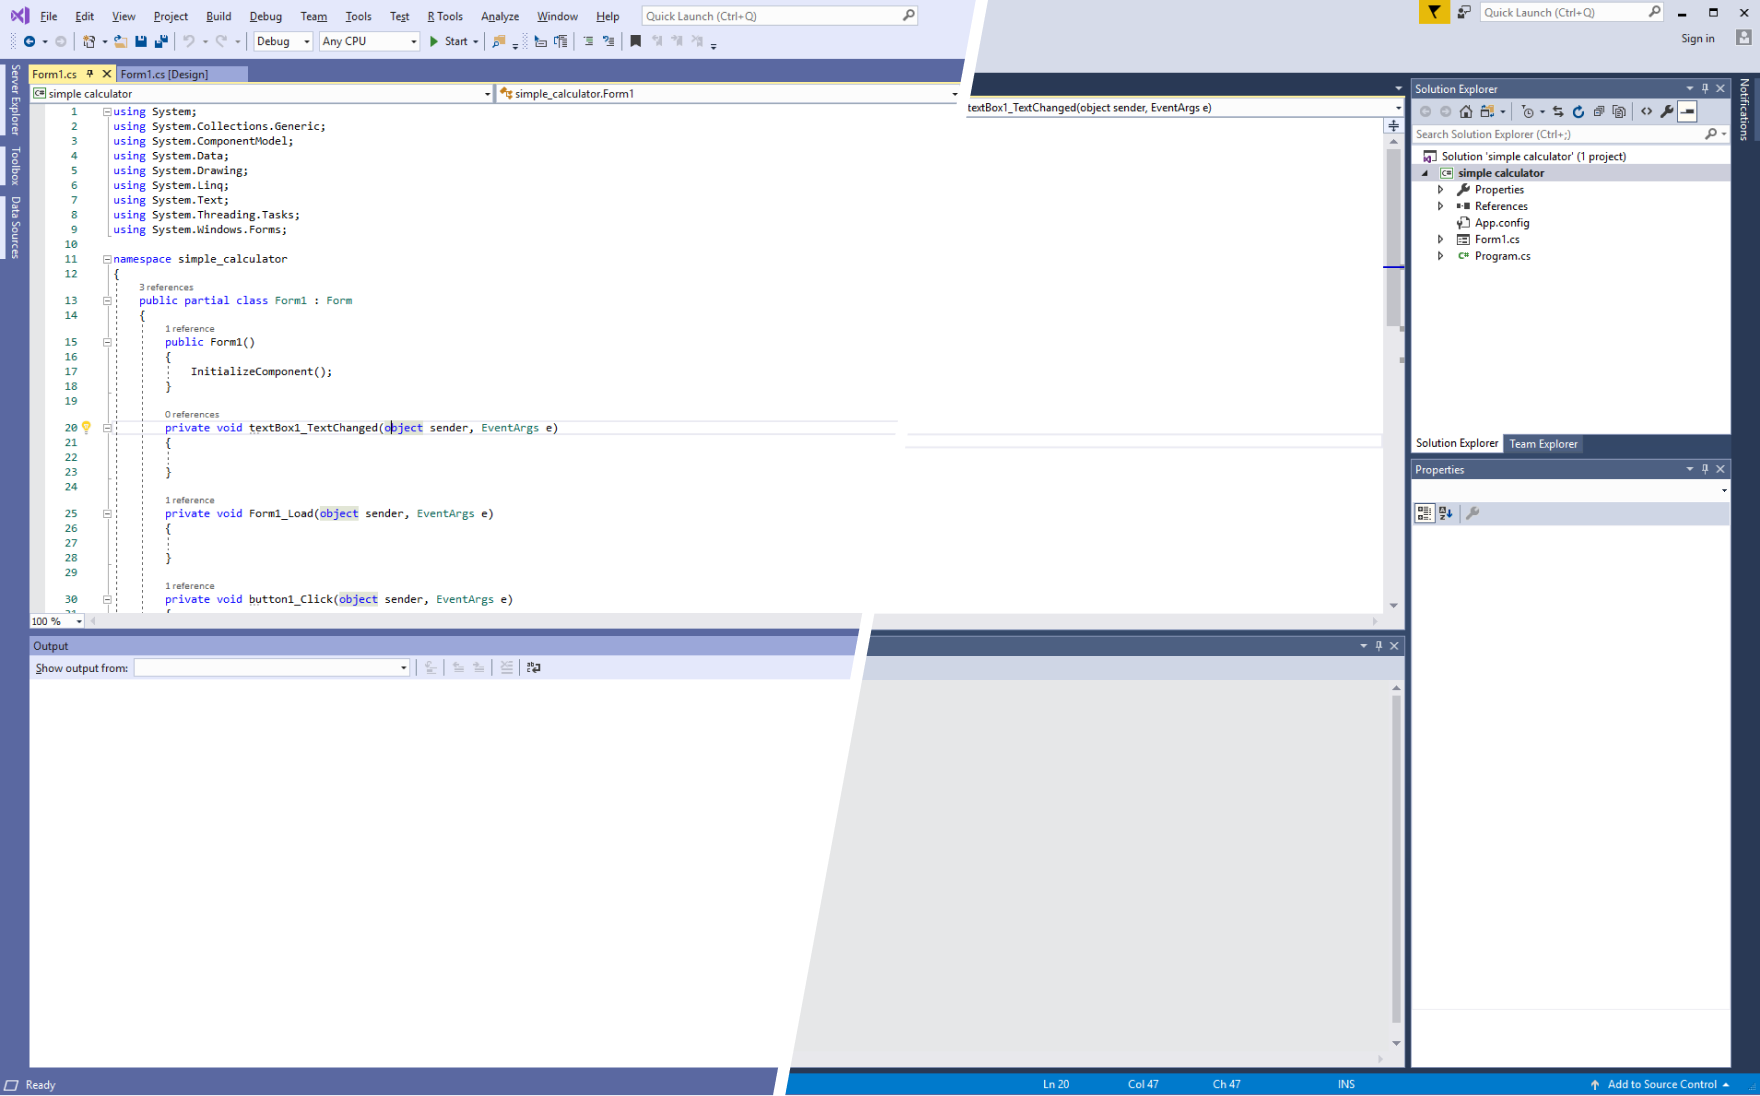 File Edit View Project Build Debug Team Tools Test R Tools Analyze Window Help Quick Launch (Ctrl+Q)
Quick Launch (Ctrl+Q)
Debug Any CPU Start
Sign in
Server Explorer
Toolbox
Data Sources
Form1.cs Form1.cs [Design]
simple calculator simple_calculator.Form1
textBox1_TextChanged(object sender, EventArgs e)
1 using System;
2 using System.Collections.Generic;
3 using System.ComponentModel;
4 using System.Data;
5 using System.Drawing;
6 using System.Linq;
7 using System.Text;
8 using System.Threading.Tasks;
9 using System.Windows.Forms;
10
11 namespace simple_calculator
12 {
3 references
13 public partial class Form1 : Form
14 {
1 reference
15 public Form1()
16 {
17 InitializeComponent();
18 }
19
0 references
20 private void textBox1_TextChanged(object sender, EventArgs e)
21 {
22
23 }
24
1 reference
25 private void Form1_Load(object sender, EventArgs e)
26 {
27
28 }
29
1 reference
30 private void button1_Click(object sender, EventArgs e)
100 %
Output
Show output from:
Solution Explorer
Search Solution Explorer (Ctrl+;)
Solution 'simple calculator' (1 project)
simple calculator
Properties
References
App.config
Form1.cs
Program.cs
Solution Explorer Team Explorer
Properties
Notifications
Ready Ln 20 Col 47 Ch 47 INS Add to Source Control